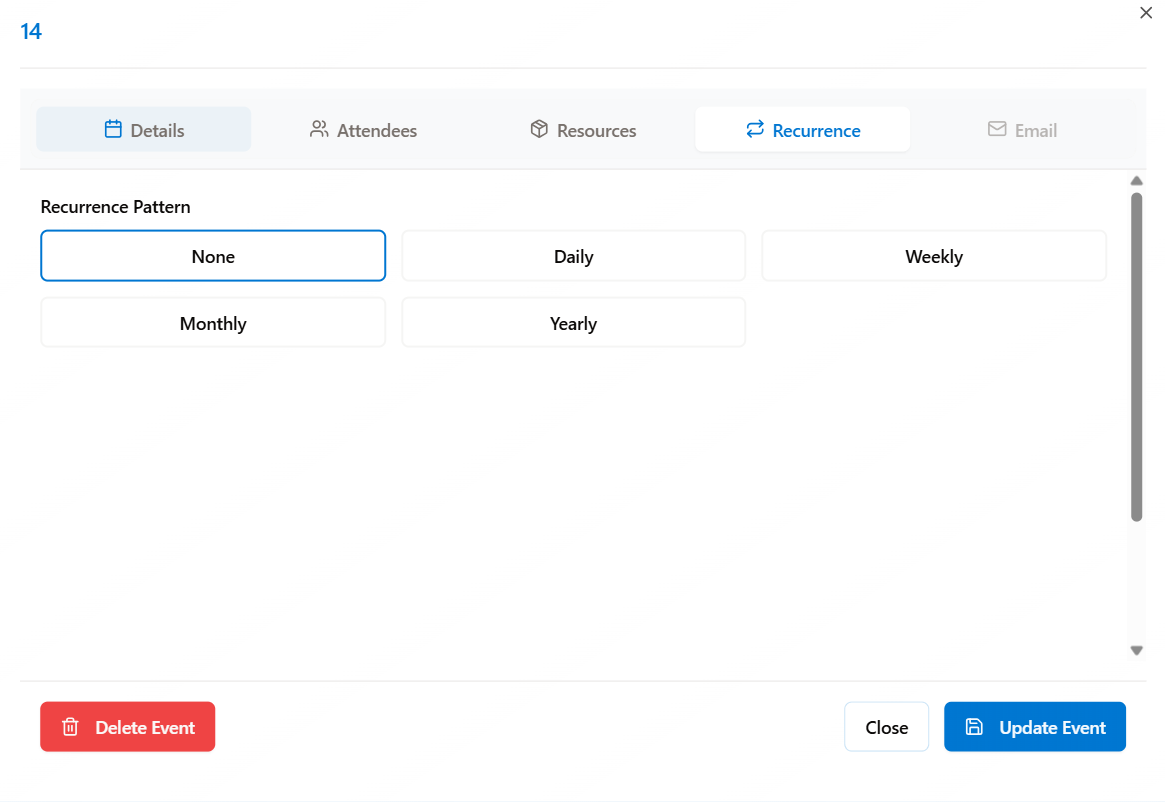 14
Details Attendees Resources Recurrence Email
Recurrence Pattern
None Daily Weekly
Monthly Yearly
Delete Event Close Update Event